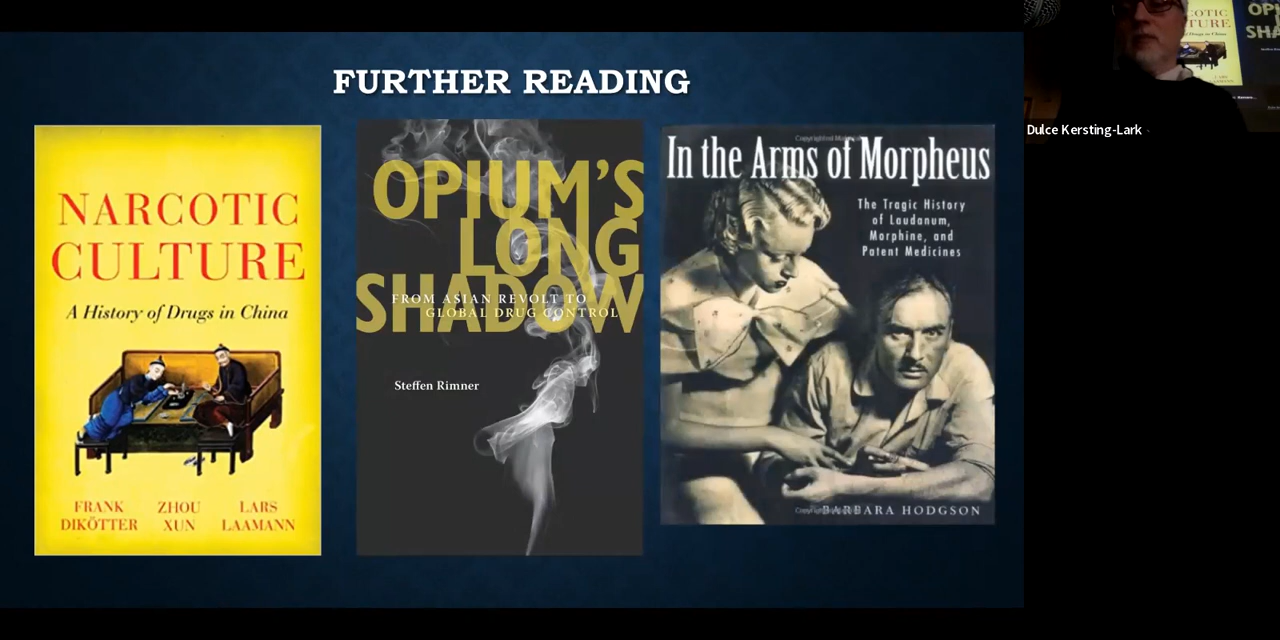 FURTHER READING
NARCOTIC
CULTURE
A History of Drugs in China
FRANK
DIKÖTTER
ZHOU
XUN
LARS
LAAMANN
OPIUM'S
LONG
SHADOW
FROM ASIAN REVOLT TO
GLOBAL DRUG CONTROL
Steffen Rimner
In the Arms of Morpheus
The Tragic History
of Laudanum,
Morphine, and
Patent Medicines
BARBARA HODGSON
Dulce Kersting-Lark